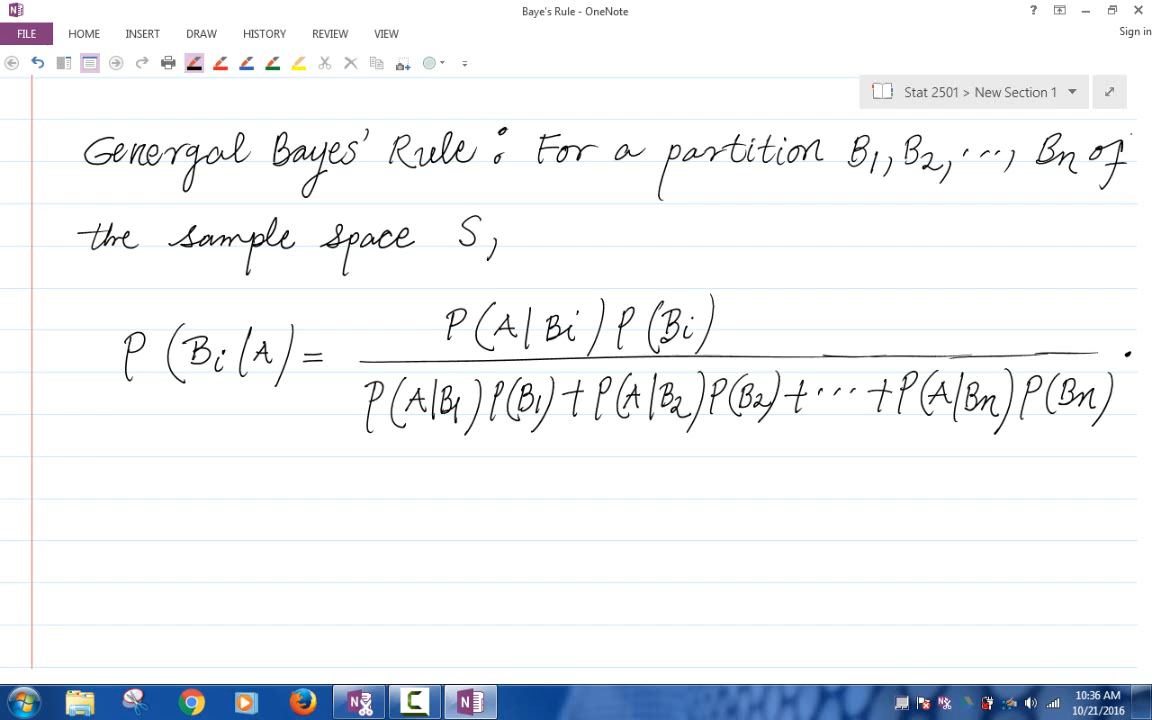 Baye's Rule - OneNote
Sign in
FILE HOME INSERT DRAW HISTORY REVIEW VIEW
Stat 2501 > New Section 1
Genergal Bayes' Rule : For a partition B1, B2, ..., Bn of
the sample space S,
P(Bi|A) = P(A|Bi)P(Bi)
P(A|B1)P(B1)+P(A|B2)P(B2)+...+P(A|Bn)P(Bn) .
10:36 AM
10/21/2016